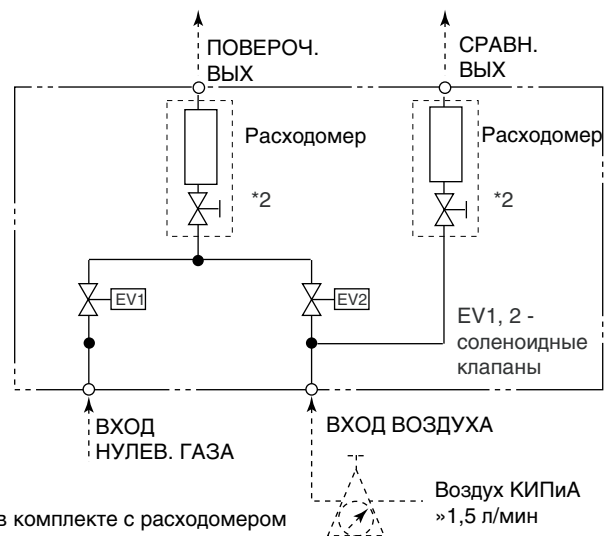 ПОВЕРОЧ.
ВЫХ
СРАВН.
ВЫХ
Расходомер
Расходомер
*2
*2
EV1
EV2
EV1, 2 -
соленоидные
клапаны
ВХОД
НУЛЕВ. ГАЗА
ВХОД ВОЗДУХА
Воздух КИПиА
»1,5 л/мин
в комплекте с расходомером